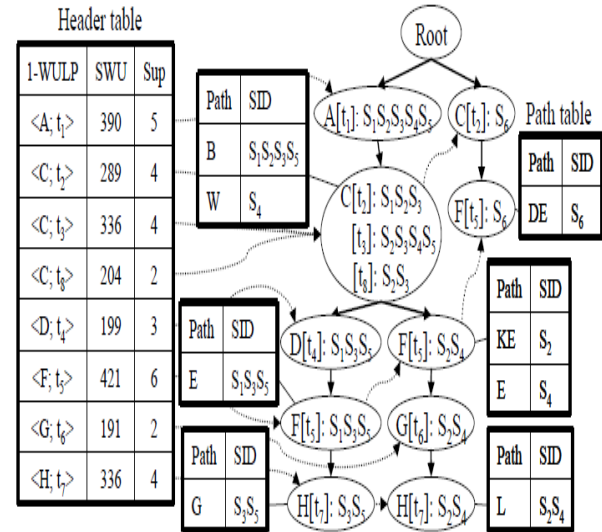 Header table
1-WULP SWU Sup
<A; t₁> 390 5
<C; t₂> 289 4
<C; t₃> 336 4
<C; t₈> 204 2
<D; t₄> 199 3
<F; t₅> 421 6
<G; t₆> 191 2
<H; t₇> 336 4
Root
A[t₁]: S₁S₂S₃S₄S₅
C[t₂]: S₆
Path SID
B S₁S₂S₃S₅
W S₄
Path table
Path SID
DE S₆
F[t₅]: S₆
C[t₂]: S₁S₂S₃
[t₃]: S₂S₃S₄S₅
[t₈]: S₂S₃
Path SID
KE S₂
E S₄
Path SID
E S₁S₃S₅
D[t₄]: S₁S₃S₅
F[t₅]: S₂S₄
F[t₅]: S₁S₃S₅
G[t₆]: S₂S₄
Path SID
G S₃S₅
H[t₇]: S₃S₅
H[t₇]: S₂S₄
Path SID
L S₂S₄